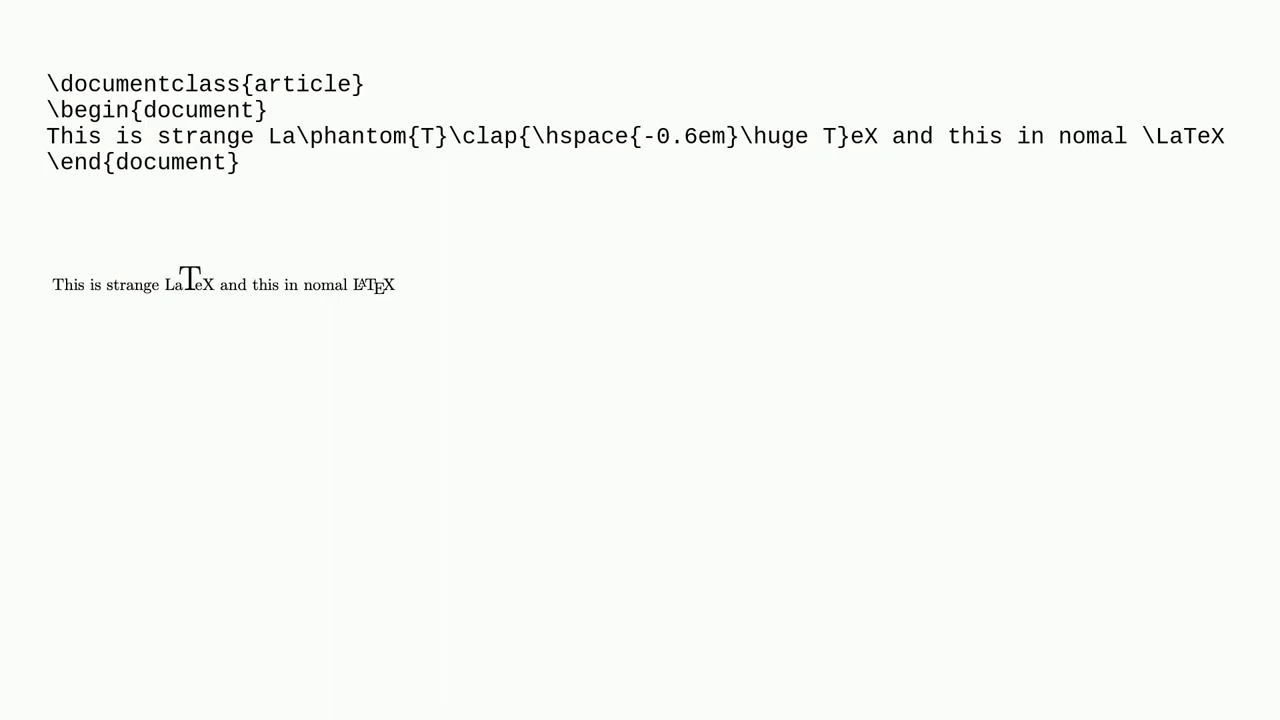 \documentclass{article}
\begin{document}
This is strange La\phantom{T}\clap{\hspace{-0.6em}\huge T}eX and this in nomal \LaTeX
\end{document}
This is strange LaTeX and this in nomal LATEX